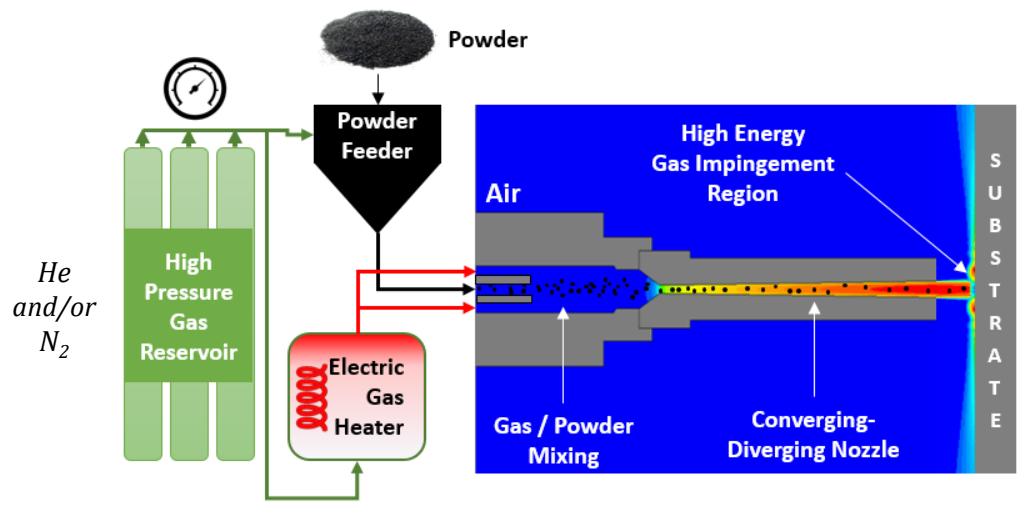 Powder
Powder
Feeder
High
Pressure
Gas
Reservoir
He
and/or
N₂
Electric
Gas
Heater
Air
High Energy
Gas Impingement
Region
Gas / Powder
Mixing
Converging-
Diverging Nozzle
SUBSTRATE